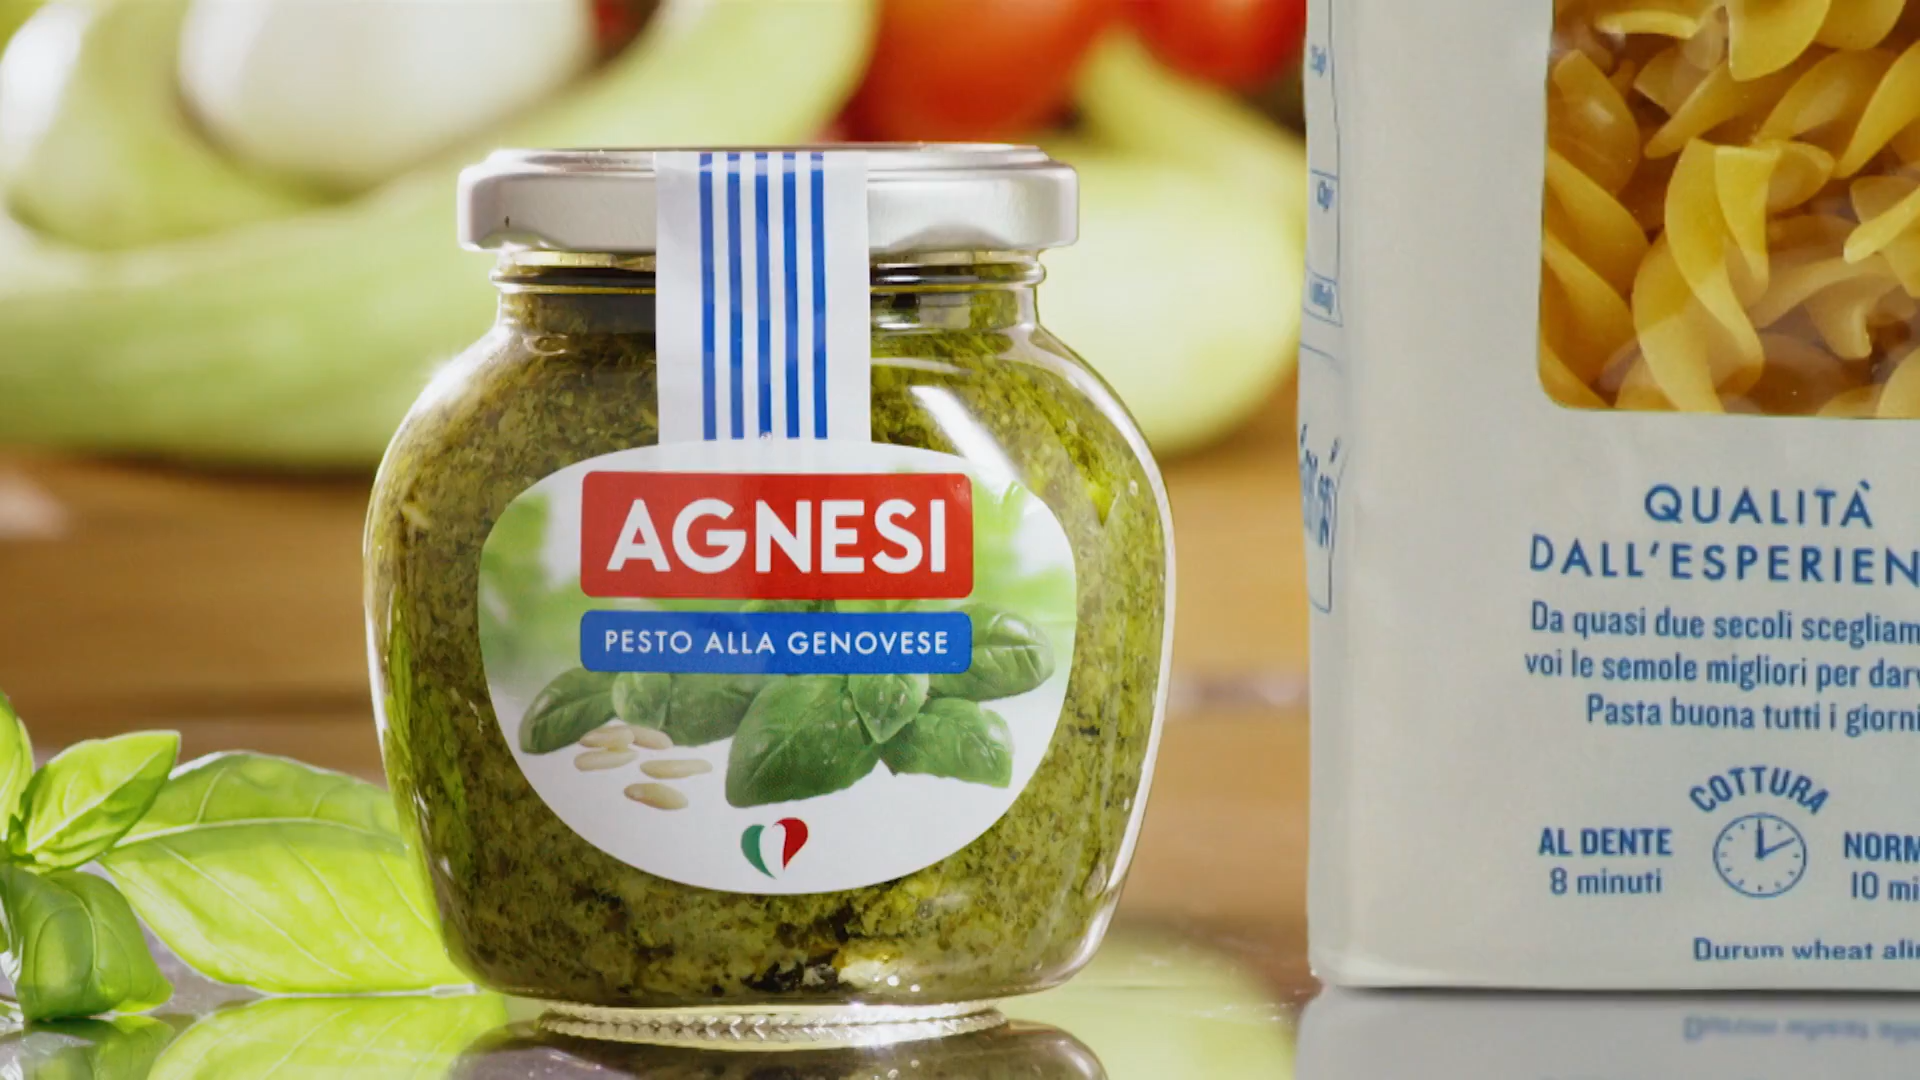 AGNESI
PESTO ALLA GENOVESE
QUALITÀ
DALL'ESPERIEN
Da quasi due secoli scegliam
voi le semole migliori per dar
Pasta buona tutti i giorni
COTTURA
AL DENTE
8 minuti
NORM
10 mi
Durum wheat ali